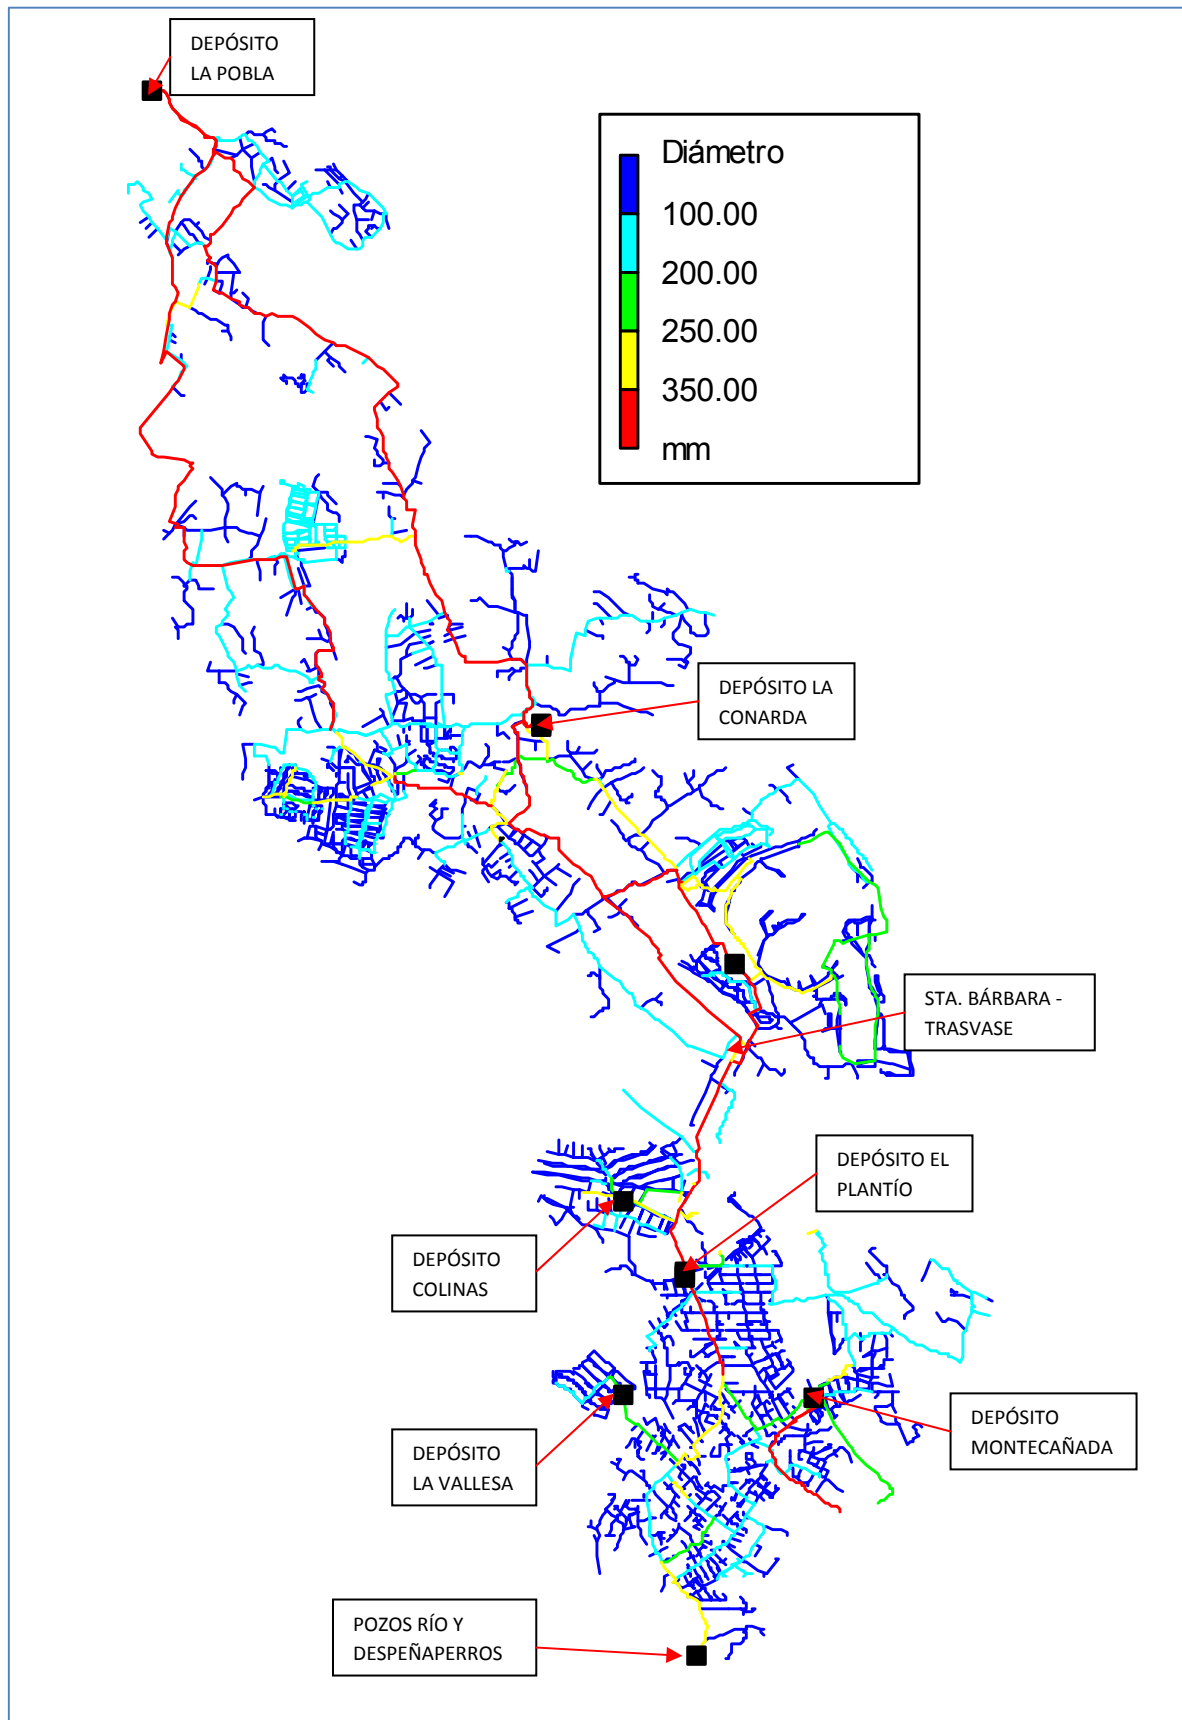 DEPÓSITO
LA POBLA
Diámetro
100.00
200.00
250.00
350.00
mm
DEPÓSITO LA
CONARDA
STA. BÁRBARA -
TRASVASE
DEPÓSITO EL
PLANTÍO
DEPÓSITO
COLINAS
DEPÓSITO
MONTECAÑADA
DEPÓSITO
LA VALLESA
POZOS RÍO Y
DESPEÑAPERROS